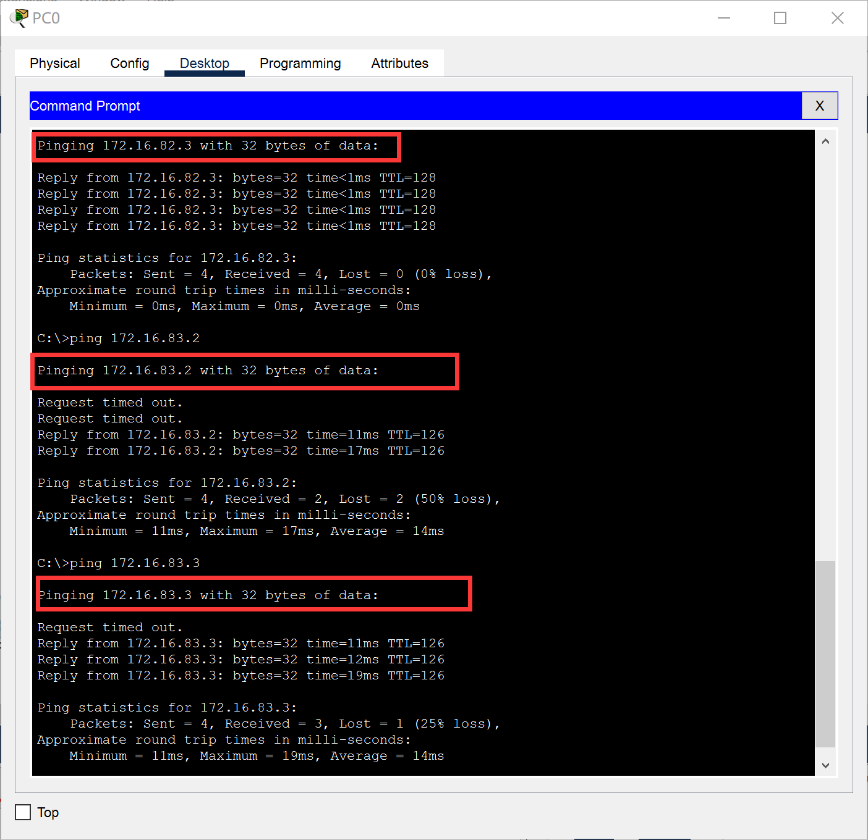 PC0
Physical Config Desktop Programming Attributes
Command Prompt X
Pinging 172.16.82.3 with 32 bytes of data:
Reply from 172.16.82.3: bytes=32 time<1ms TTL=128
Reply from 172.16.82.3: bytes=32 time<1ms TTL=128
Reply from 172.16.82.3: bytes=32 time<1ms TTL=128
Reply from 172.16.82.3: bytes=32 time<1ms TTL=128
Ping statistics for 172.16.82.3:
Packets: Sent = 4, Received = 4, Lost = 0 (0% loss),
Approximate round trip times in milli-seconds:
Minimum = 0ms, Maximum = 0ms, Average = 0ms
C:\>ping 172.16.83.2
Pinging 172.16.83.2 with 32 bytes of data:
Request timed out.
Request timed out.
Reply from 172.16.83.2: bytes=32 time=11ms TTL=126
Reply from 172.16.83.2: bytes=32 time=17ms TTL=126
Ping statistics for 172.16.83.2:
Packets: Sent = 4, Received = 2, Lost = 2 (50% loss),
Approximate round trip times in milli-seconds:
Minimum = 11ms, Maximum = 17ms, Average = 14ms
C:\>ping 172.16.83.3
Pinging 172.16.83.3 with 32 bytes of data:
Request timed out.
Reply from 172.16.83.3: bytes=32 time=11ms TTL=126
Reply from 172.16.83.3: bytes=32 time=12ms TTL=126
Reply from 172.16.83.3: bytes=32 time=19ms TTL=126
Ping statistics for 172.16.83.3:
Packets: Sent = 4, Received = 3, Lost = 1 (25% loss),
Approximate round trip times in milli-seconds:
Minimum = 11ms, Maximum = 19ms, Average = 14ms
Top